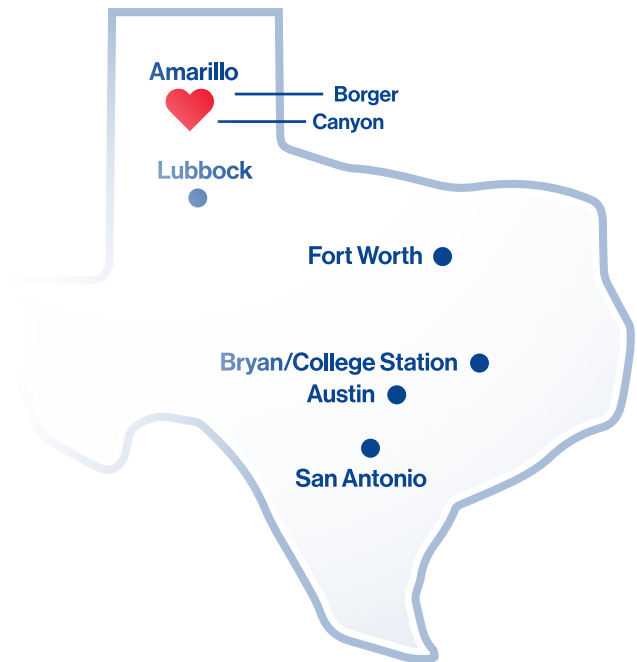 Amarillo
Borger
Canyon
Lubbock
Fort Worth
Bryan/College Station
Austin
San Antonio